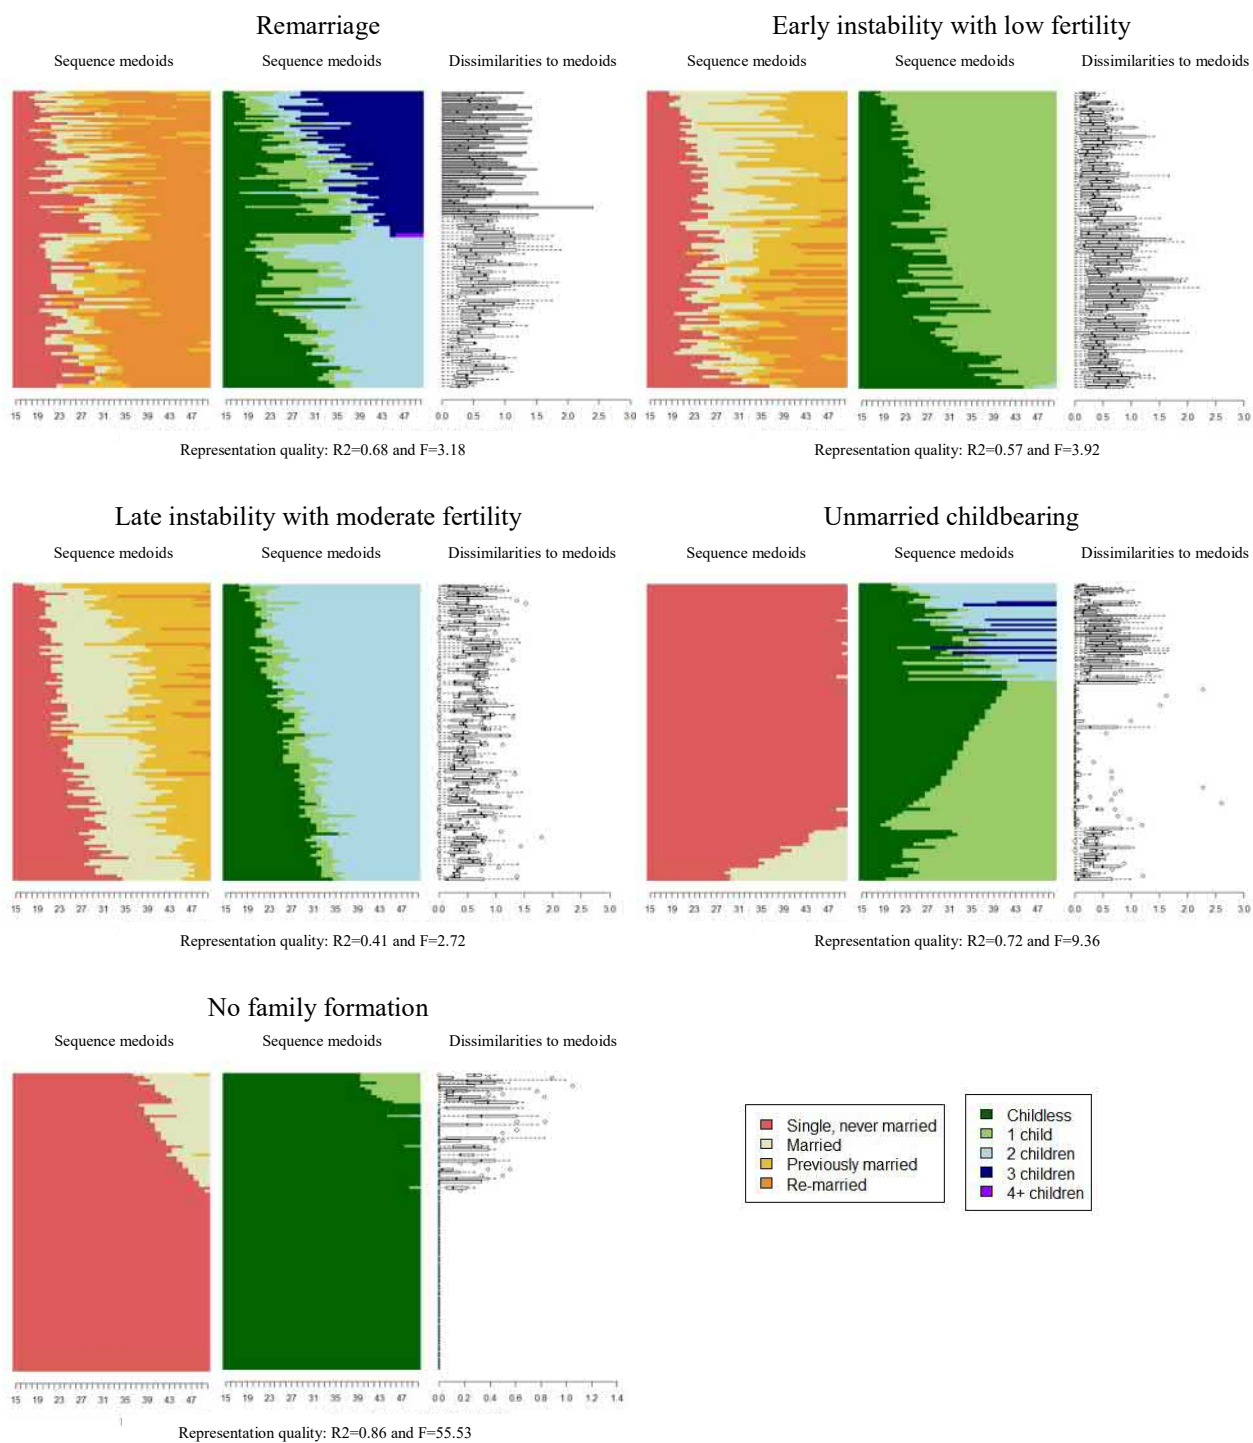 Remarriage
Sequence medoids Sequence medoids Dissimilarities to medoids
15 19 23 27 31 35 39 43 47 15 19 23 27 31 35 39 43 47 0.0 0.5 1.0 1.5 2.0 2.5 3.0
Representation quality: R2=0.68 and F=3.18
Early instability with low fertility
Sequence medoids Sequence medoids Dissimilarities to medoids
15 19 23 27 31 35 39 43 47 15 19 23 27 31 35 39 43 47 0.0 0.5 1.0 1.5 2.0 2.5 3.0
Representation quality: R2=0.57 and F=3.92
Late instability with moderate fertility
Sequence medoids Sequence medoids Dissimilarities to medoids
15 19 23 27 31 35 39 43 47 15 19 23 27 31 35 39 43 47 0.0 0.5 1.0 1.5 2.0 2.5 3.0
Representation quality: R2=0.41 and F=2.72
Unmarried childbearing
Sequence medoids Sequence medoids Dissimilarities to medoids
15 19 23 27 31 35 39 43 47 15 19 23 27 31 35 39 43 47 0.0 0.5 1.0 1.5 2.0 2.5 3.0
Representation quality: R2=0.72 and F=9.36
No family formation
Sequence medoids Sequence medoids Dissimilarities to medoids
15 19 23 27 31 35 39 43 47 15 19 23 27 31 35 39 43 47 0.0 0.2 0.4 0.6 0.8 1.0 1.2 1.4
Representation quality: R2=0.86 and F=55.53
Single, never married
Married
Previously married
Re-married
Childless
1 child
2 children
3 children
4+ children